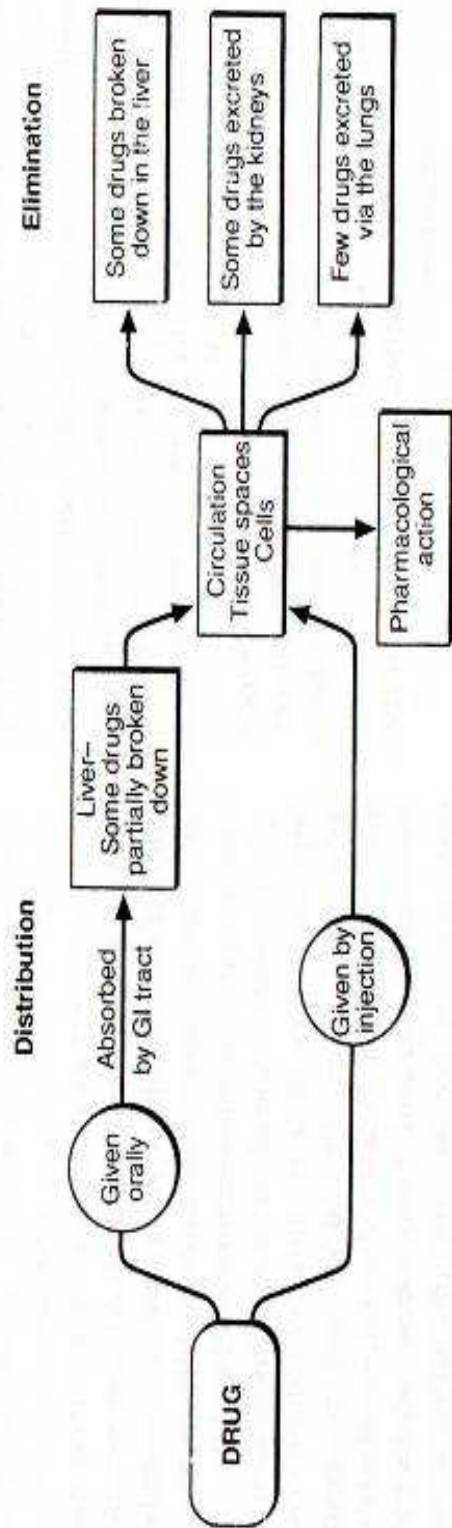 Distribution
Elimination
DRUG
Given
orally
Absorbed
by GI tract
Liver–
Some drugs
partially broken
down
Given by
injection
Circulation
Tissue spaces
Cells
Pharmacological
action
Some drugs broken
down in the liver
Some drugs excreted
by the kidneys
Few drugs excreted
via the lungs